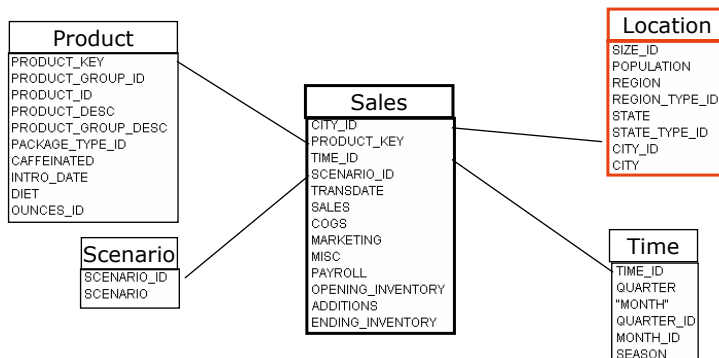 Product
PRODUCT_KEY
PRODUCT_GROUP_ID
PRODUCT_ID
PRODUCT_DESC
PRODUCT_GROUP_DESC
PACKAGE_TYPE_ID
CAFFEINATED
INTRO_DATE
DIET
OUNCES_ID
Scenario
SCENARIO_ID
SCENARIO
Sales
CITY_ID
PRODUCT_KEY
TIME_ID
SCENARIO_ID
TRANSDATE
SALES
COGS
MARKETING
MISC
PAYROLL
OPENING_INVENTORY
ADDITIONS
ENDING_INVENTORY
Location
SIZE_ID
POPULATION
REGION
REGION_TYPE_ID
STATE
STATE_TYPE_ID
CITY_ID
CITY
Time
TIME_ID
QUARTER
"MONTH"
QUARTER_ID
MONTH_ID
SEASON